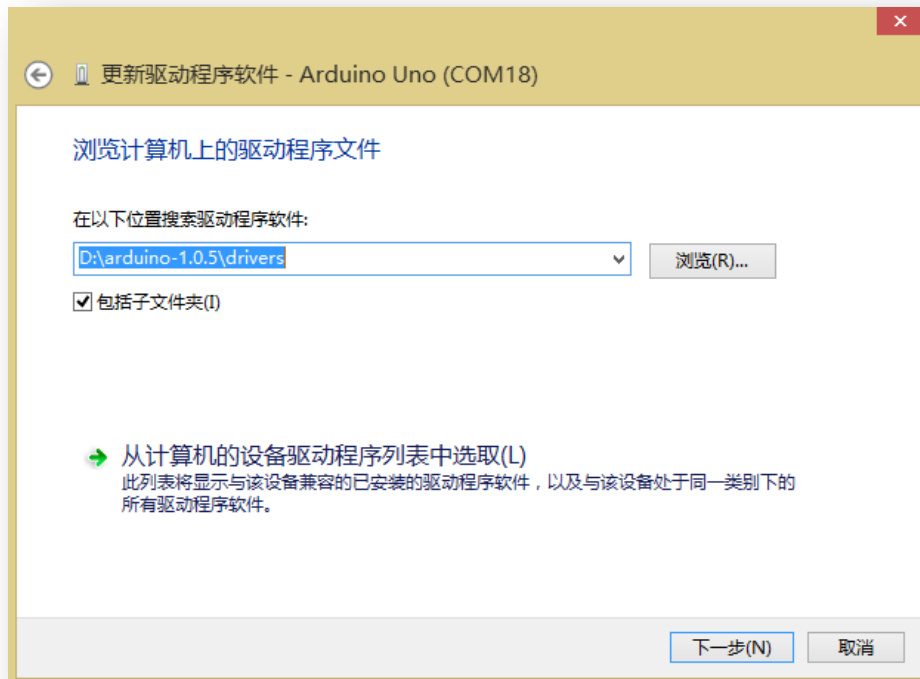 更新驱动程序软件 - Arduino Uno (COM18)
浏览计算机上的驱动程序文件
在以下位置搜索驱动程序软件:
D:\arduino-1.0.5\drivers
浏览(R)...
包括子文件夹(I)
从计算机的设备驱动程序列表中选取(L)
此列表将显示与该设备兼容的已安装的驱动程序软件，以及与该设备处于同一类别下的
所有驱动程序软件。
下一步(N)
取消